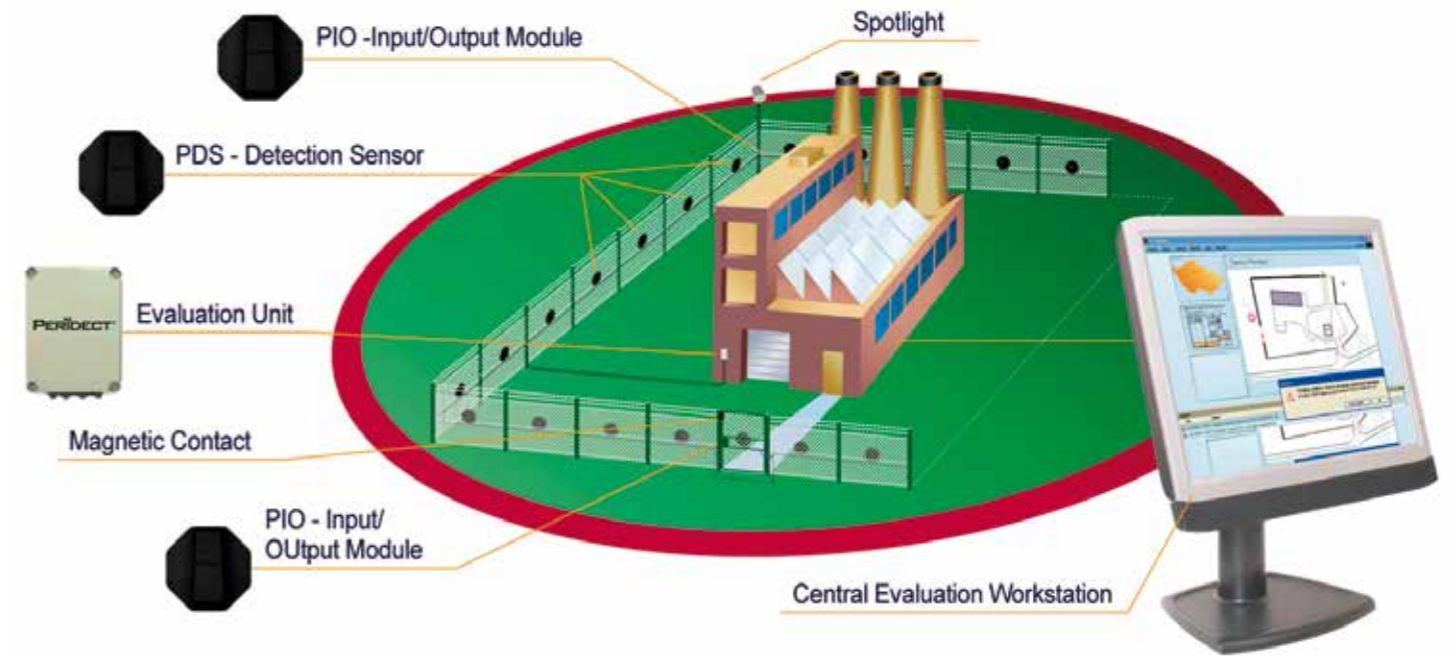 Spotlight
PIO -Input/Output Module
PDS - Detection Sensor
PERIDECT
Evaluation Unit
Magnetic Contact
PIO - Input/
OUtput Module
Central Evaluation Workstation